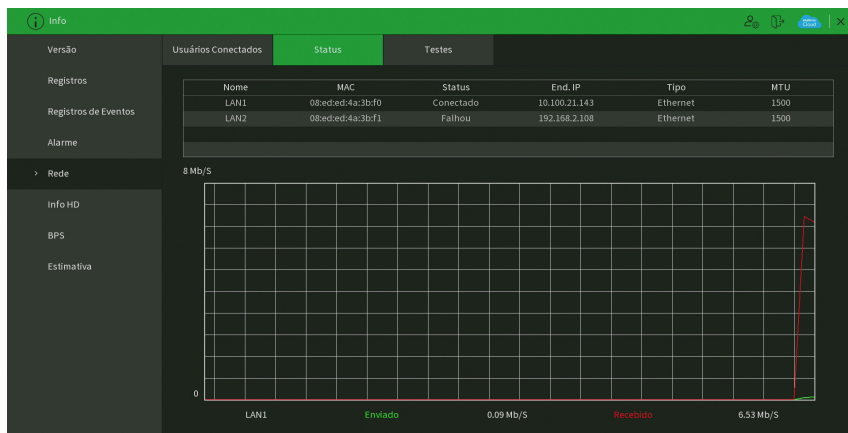 Info
Cloud
Versão
Registros
Registros de Eventos
Alarme
Rede
Info HD
BPS
Estimativa
Usuários Conectados Status Testes
Nome MAC Status End. IP Tipo MTU
LAN1 08:ed:ed:4a:3b:f0 Conectado 10.100.21.143 Ethernet 1500
LAN2 08:ed:ed:4a:3b:f1 Falhou 192.168.2.108 Ethernet 1500
8 Mb/S
0
LAN1 Enviado 0.09 Mb/S Recebido 6.53 Mb/S